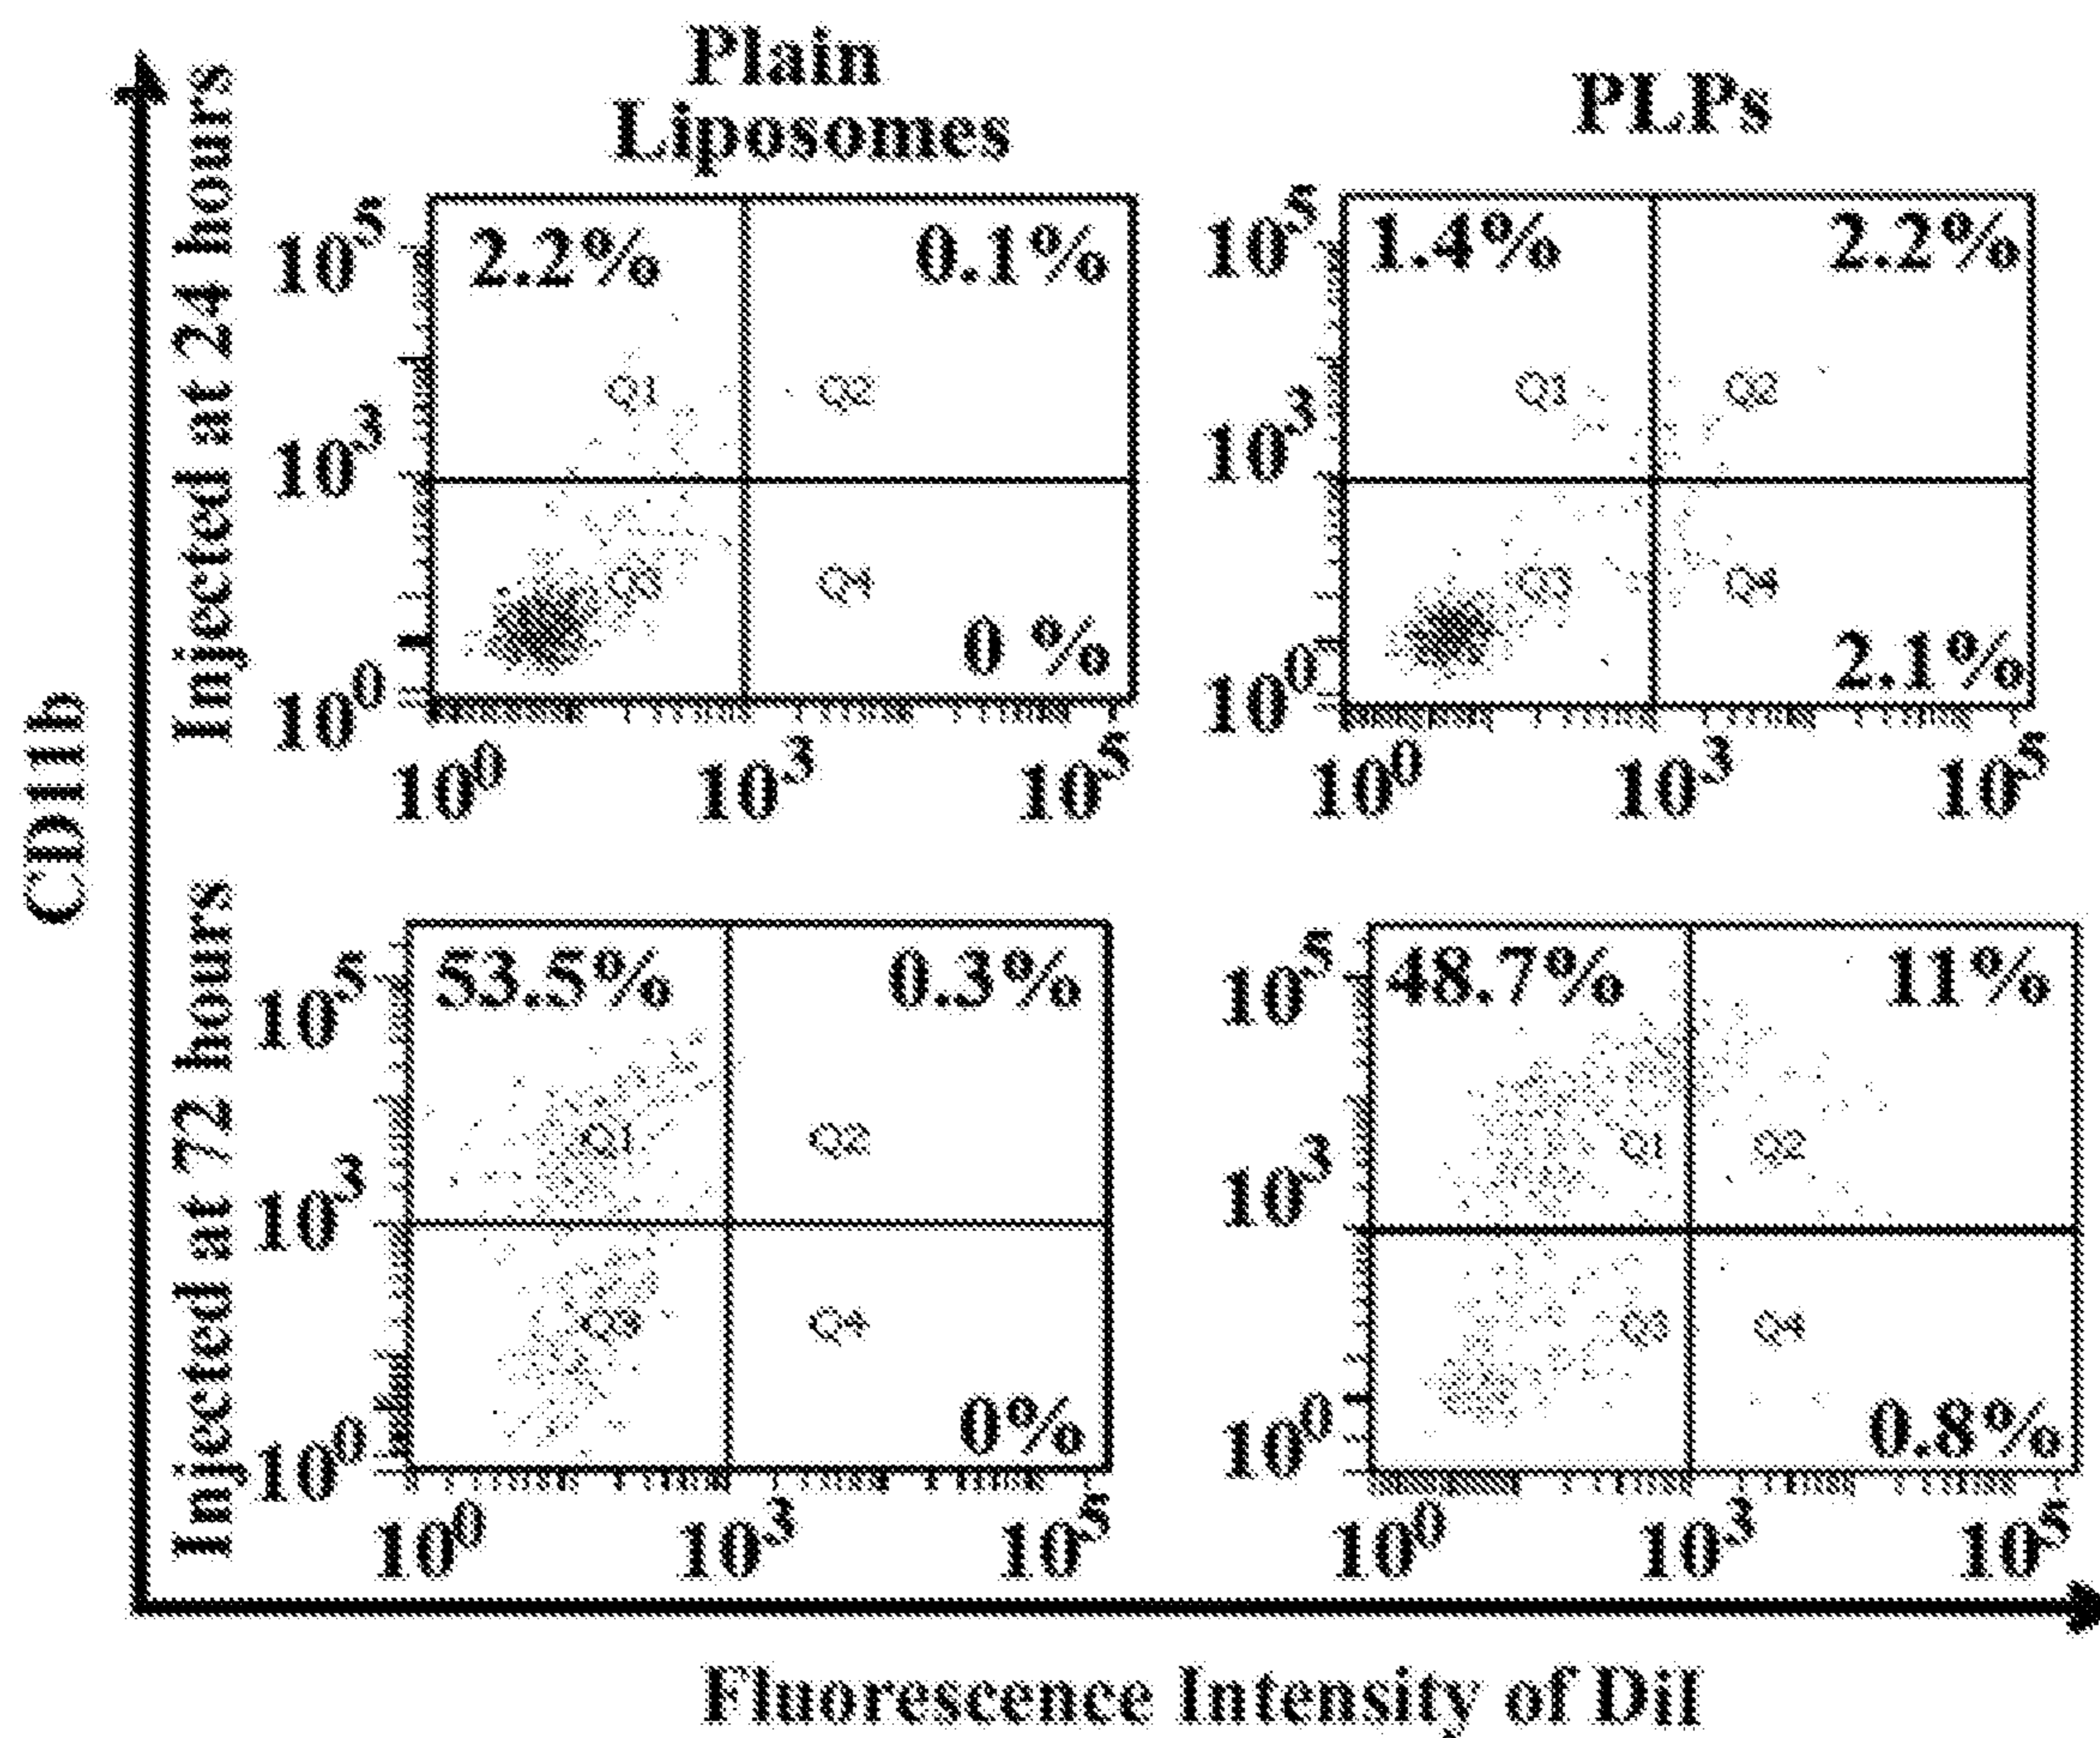 Plain
Liposomes
PLPs
CD11b
Injected at 24 hours
10^5
10^3
10^0
2.2%
0.1%
Q1
Q2
Q3
Q4
0 %
10^0
10^3
10^5
10^5
10^3
10^0
1.4%
2.2%
Q1
Q2
Q3
Q4
2.1%
10^0
10^3
10^5
Injected at 72 hours
10^5
10^3
10^0
53.5%
0.3%
Q1
Q2
Q3
Q4
0%
10^0
10^3
10^5
10^5
10^3
10^0
48.7%
11%
Q1
Q2
Q3
Q4
0.8%
10^0
10^3
10^5
Fluorescence Intensity of DiI